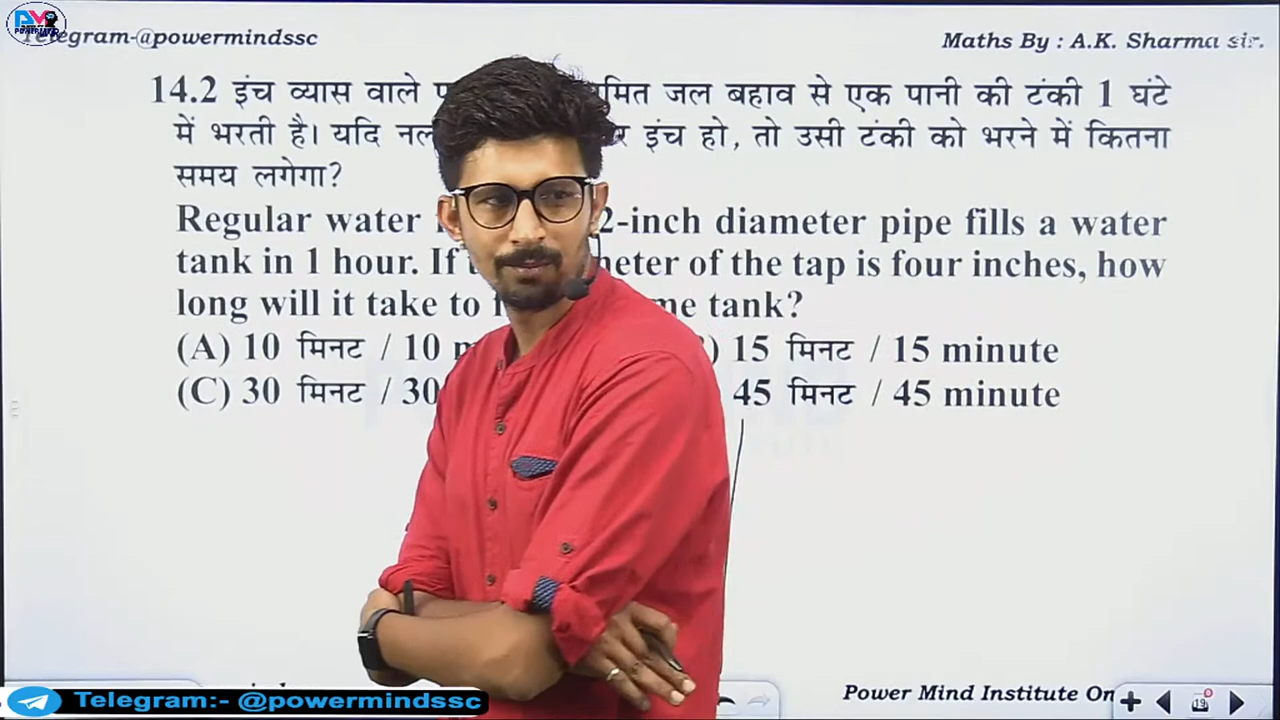 Telegram-@powermindssc
Maths By : A.K. Sharma sir.
14.2 इंच व्यास वाले जल बहाव से एक पानी की टंकी 1 घंटे
में भरती है। यदि इंच हो, तो उसी टंकी को भरने में कितना
समय लगेगा?
Regular water 2-inch diameter pipe fills a water
tank in 1 hour. If of the tap is four inches, how
long will it take to tank?
(A) 10 मिनट / 10 15 मिनट / 15 minute
(C) 30 मिनट / 30 45 मिनट / 45 minute
Telegram:- @powermindssc
Power Mind Institute
19